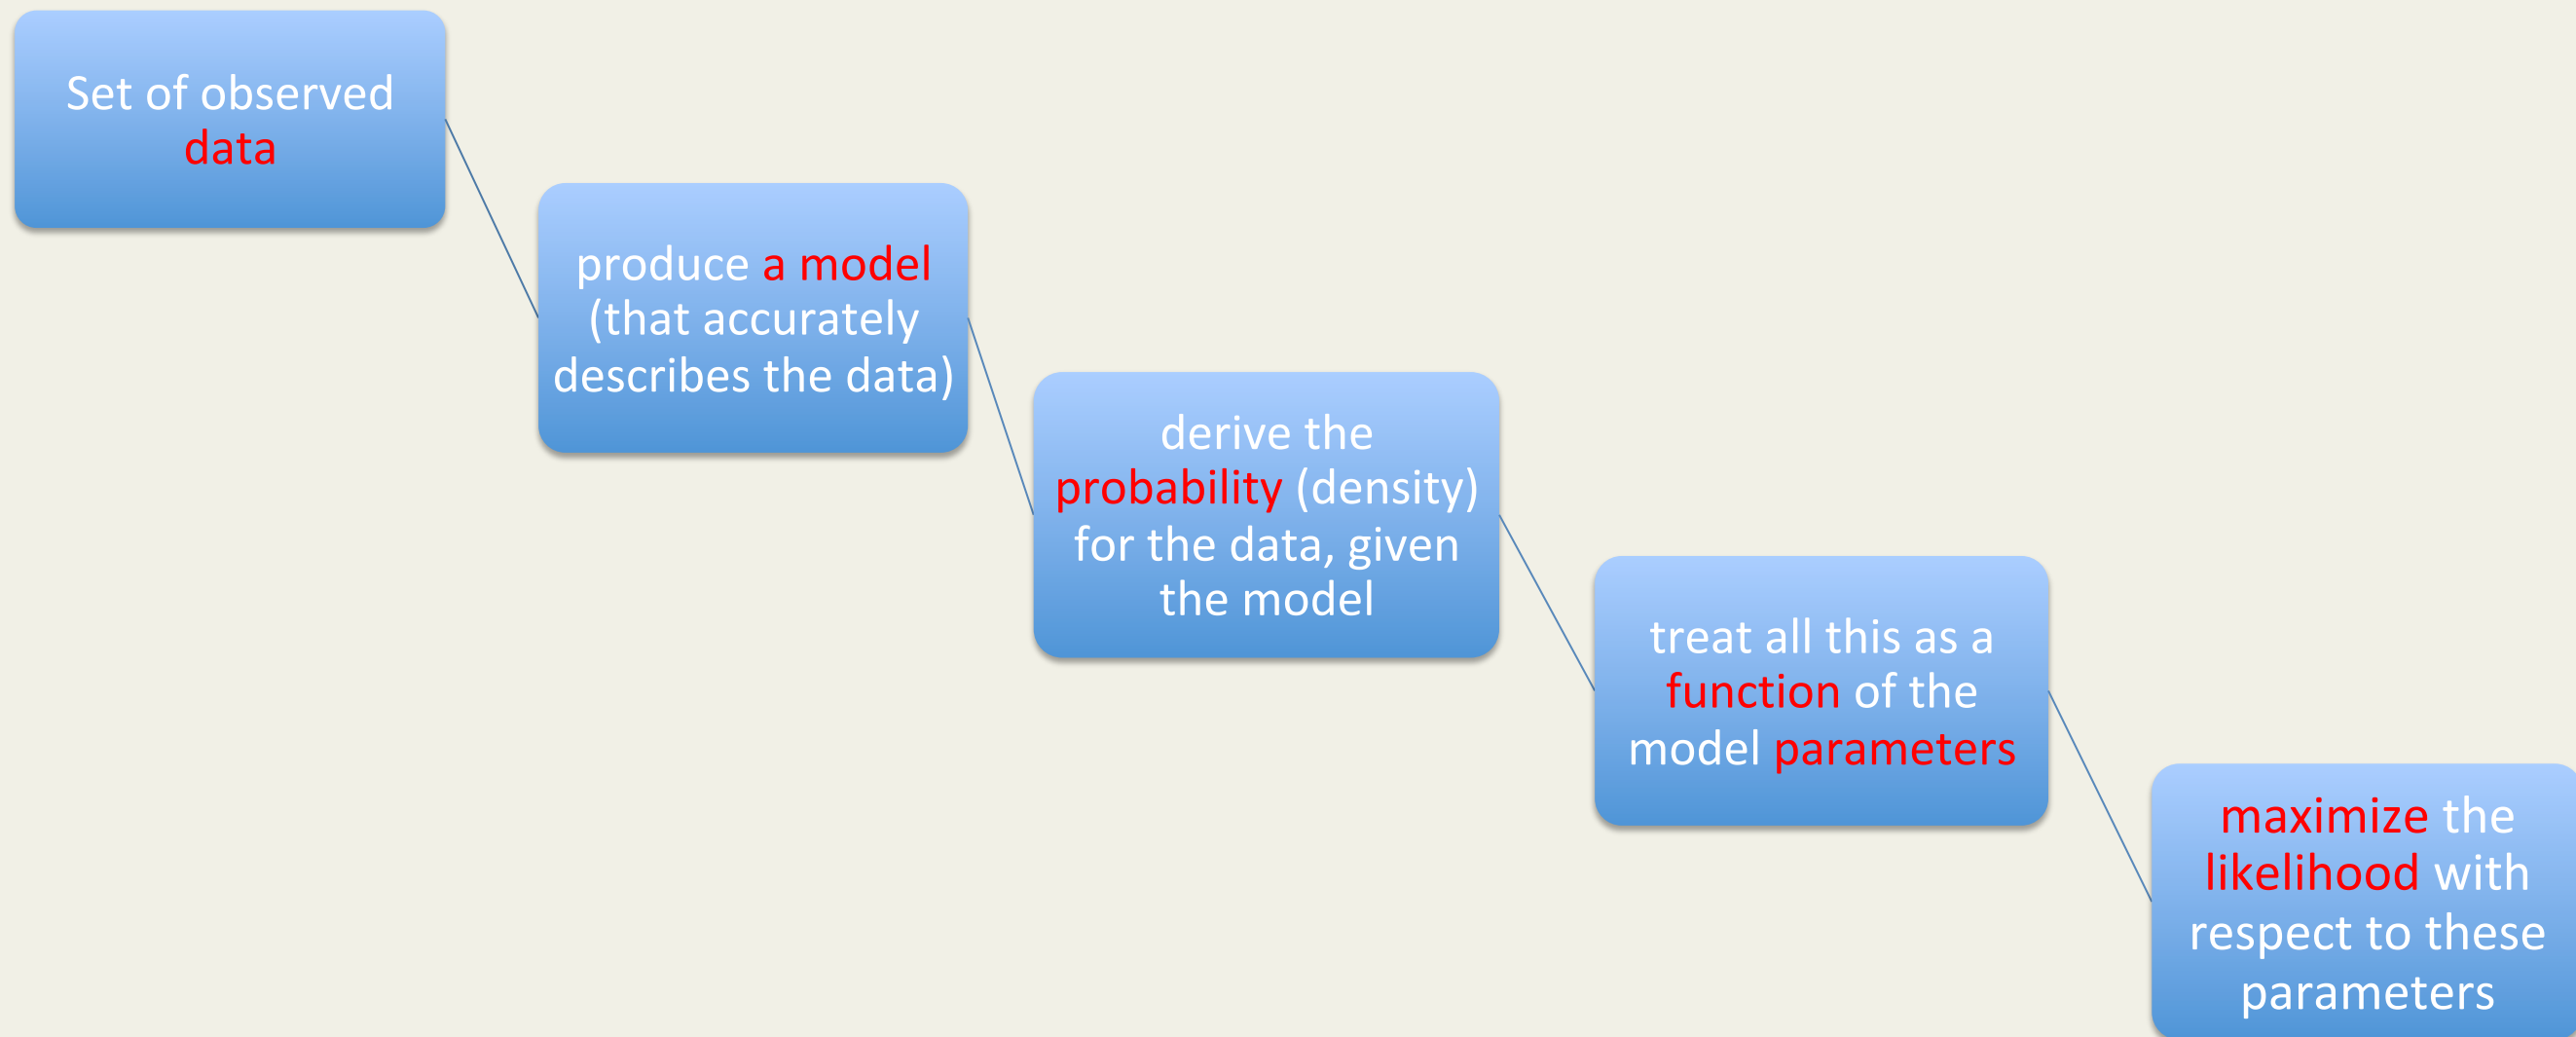 Set of observed
data
produce a model
(that accurately
describes the data)
derive the
probability (density)
for the data, given
the model
treat all this as a
function of the
model parameters
maximize the
likelihood with
respect to these
parameters